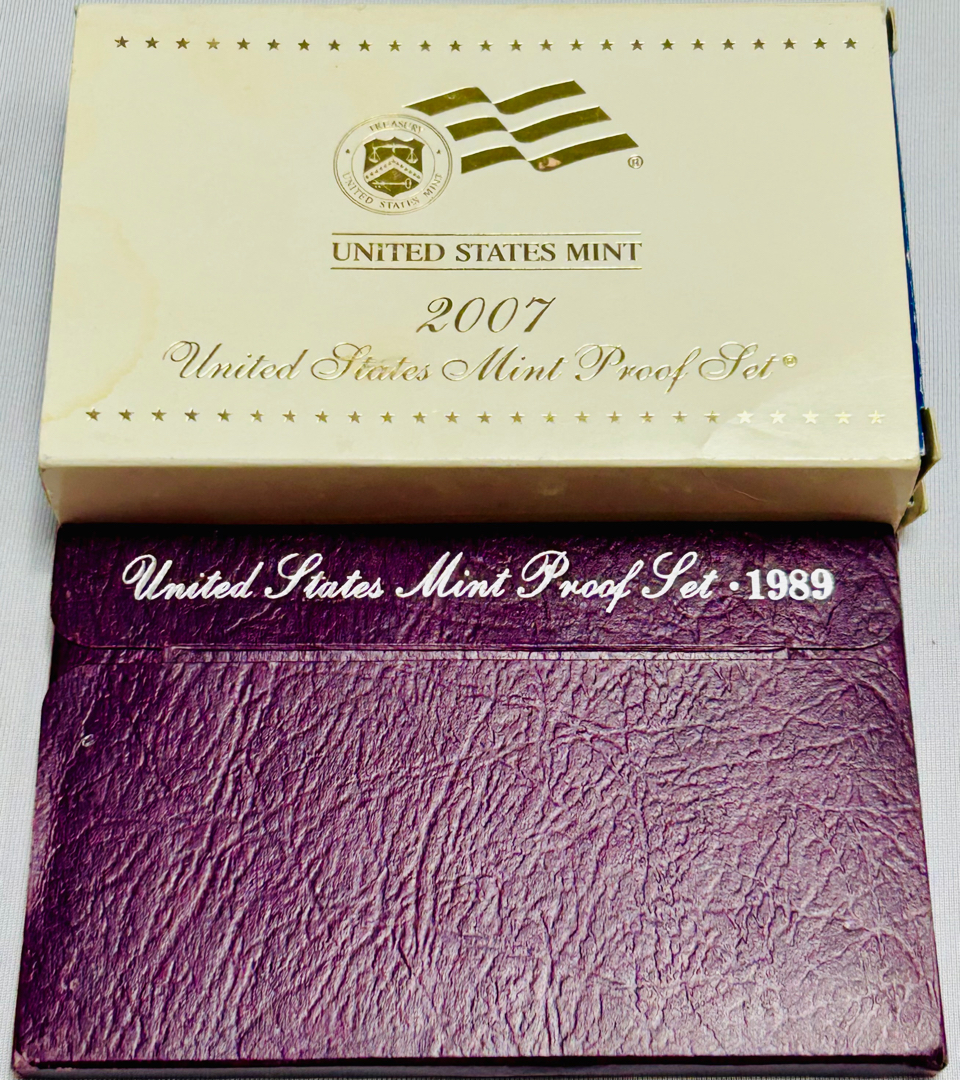 TREASURY
UNITED STATES MINT
®
UNITED STATES MINT
2007
United States Mint Proof Set®
United States Mint Proof Set · 1989